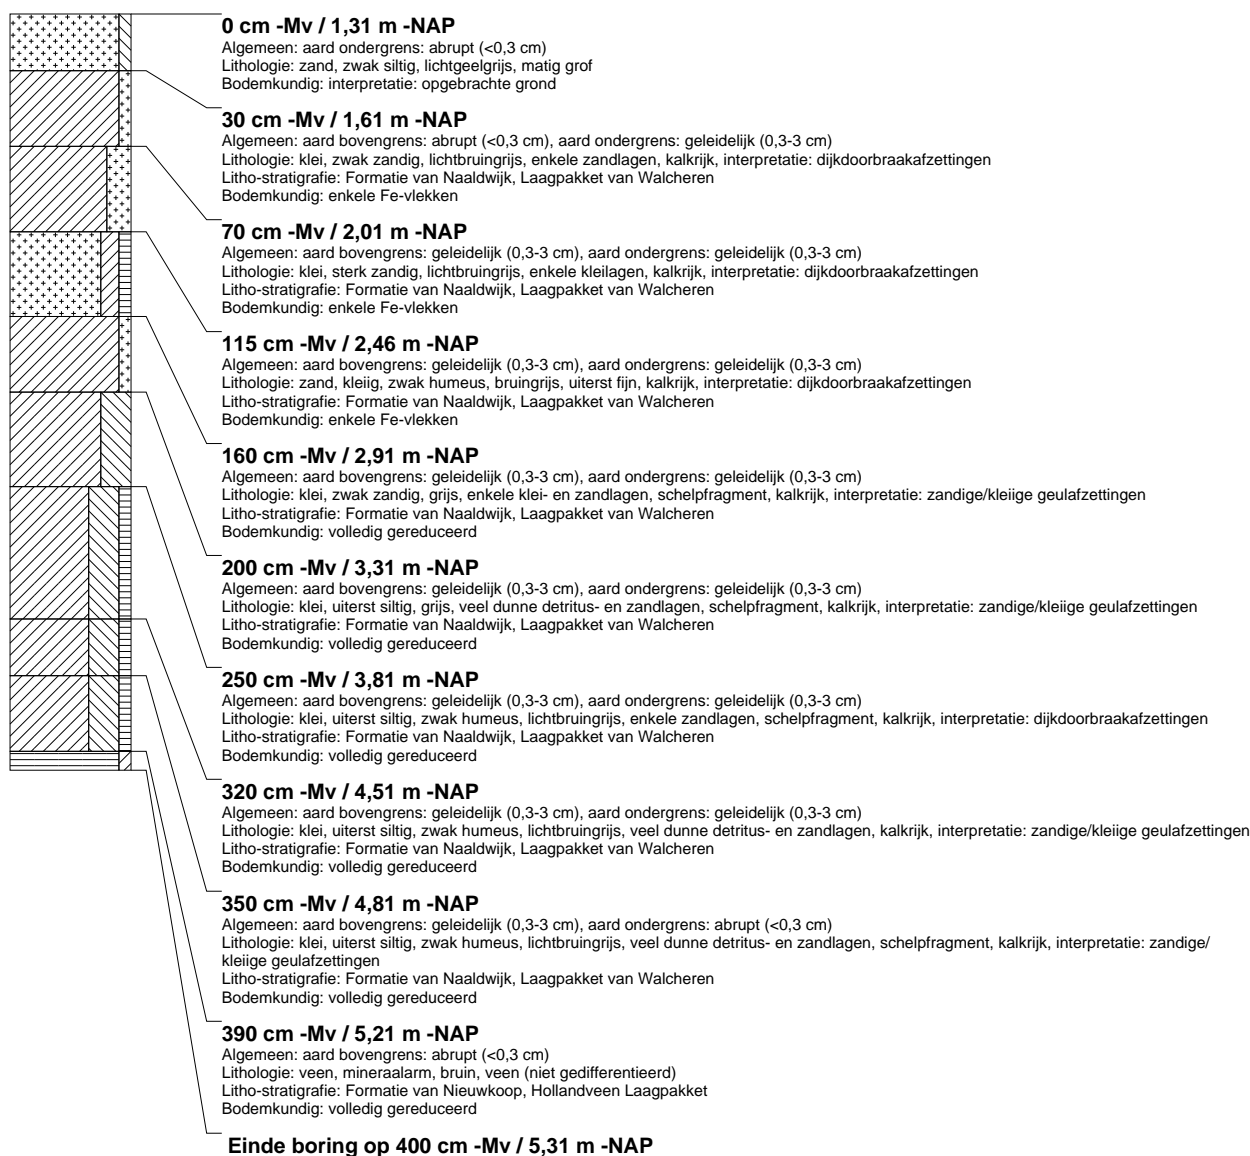 0 cm -Mv / 1,31 m -NAP
Algemeen: aard ondergrens: abrupt (<0,3 cm)
Lithologie: zand, zwak siltig, lichtgeelgrijs, matig grof
Bodemkundig: interpretatie: opgebrachte grond
30 cm -Mv / 1,61 m -NAP
Algemeen: aard bovengrens: abrupt (<0,3 cm), aard ondergrens: geleidelijk (0,3-3 cm)
Lithologie: klei, zwak zandig, lichtbruingrijs, enkele zandlagen, kalkrijk, interpretatie: dijkdoorbraakafzettingen
Litho-stratigrafie: Formatie van Naaldwijk, Laagpakket van Walcheren
Bodemkundig: enkele Fe-vlekken
70 cm -Mv / 2,01 m -NAP
Algemeen: aard bovengrens: geleidelijk (0,3-3 cm), aard ondergrens: geleidelijk (0,3-3 cm)
Lithologie: klei, sterk zandig, lichtbruingrijs, enkele kleilagen, kalkrijk, interpretatie: dijkdoorbraakafzettingen
Litho-stratigrafie: Formatie van Naaldwijk, Laagpakket van Walcheren
Bodemkundig: enkele Fe-vlekken
115 cm -Mv / 2,46 m -NAP
Algemeen: aard bovengrens: geleidelijk (0,3-3 cm), aard ondergrens: geleidelijk (0,3-3 cm)
Lithologie: zand, kleiig, zwak humeus, bruingrijs, uiterst fijn, kalkrijk, interpretatie: dijkdoorbraakafzettingen
Litho-stratigrafie: Formatie van Naaldwijk, Laagpakket van Walcheren
Bodemkundig: enkele Fe-vlekken
160 cm -Mv / 2,91 m -NAP
Algemeen: aard bovengrens: geleidelijk (0,3-3 cm), aard ondergrens: geleidelijk (0,3-3 cm)
Lithologie: klei, zwak zandig, grijs, enkele klei- en zandlagen, schelpfragment, kalkrijk, interpretatie: zandige/kleiige geulafzettingen
Litho-stratigrafie: Formatie van Naaldwijk, Laagpakket van Walcheren
Bodemkundig: volledig gereduceerd
200 cm -Mv / 3,31 m -NAP
Algemeen: aard bovengrens: geleidelijk (0,3-3 cm), aard ondergrens: geleidelijk (0,3-3 cm)
Lithologie: klei, uiterst siltig, grijs, veel dunne detritus- en zandlagen, schelpfragment, kalkrijk, interpretatie: zandige/kleiige geulafzettingen
Litho-stratigrafie: Formatie van Naaldwijk, Laagpakket van Walcheren
Bodemkundig: volledig gereduceerd
250 cm -Mv / 3,81 m -NAP
Algemeen: aard bovengrens: geleidelijk (0,3-3 cm), aard ondergrens: geleidelijk (0,3-3 cm)
Lithologie: klei, uiterst siltig, zwak humeus, lichtbruingrijs, enkele zandlagen, schelpfragment, kalkrijk, interpretatie: dijkdoorbraakafzettingen
Litho-stratigrafie: Formatie van Naaldwijk, Laagpakket van Walcheren
Bodemkundig: volledig gereduceerd
320 cm -Mv / 4,51 m -NAP
Algemeen: aard bovengrens: geleidelijk (0,3-3 cm), aard ondergrens: geleidelijk (0,3-3 cm)
Lithologie: klei, uiterst siltig, zwak humeus, lichtbruingrijs, veel dunne detritus- en zandlagen, kalkrijk, interpretatie: zandige/kleiige geulafzettingen
Litho-stratigrafie: Formatie van Naaldwijk, Laagpakket van Walcheren
Bodemkundig: volledig gereduceerd
350 cm -Mv / 4,81 m -NAP
Algemeen: aard bovengrens: geleidelijk (0,3-3 cm), aard ondergrens: abrupt (<0,3 cm)
Lithologie: klei, uiterst siltig, zwak humeus, lichtbruingrijs, veel dunne detritus- en zandlagen, schelpfragment, kalkrijk, interpretatie: zandige/
kleiige geulafzettingen
Litho-stratigrafie: Formatie van Naaldwijk, Laagpakket van Walcheren
Bodemkundig: volledig gereduceerd
390 cm -Mv / 5,21 m -NAP
Algemeen: aard bovengrens: abrupt (<0,3 cm)
Lithologie: veen, mineraalarm, bruin, veen (niet gedifferentieerd)
Litho-stratigrafie: Formatie van Nieuwkoop, Hollandveen Laagpakket
Bodemkundig: volledig gereduceerd
Einde boring op 400 cm -Mv / 5,31 m -NAP